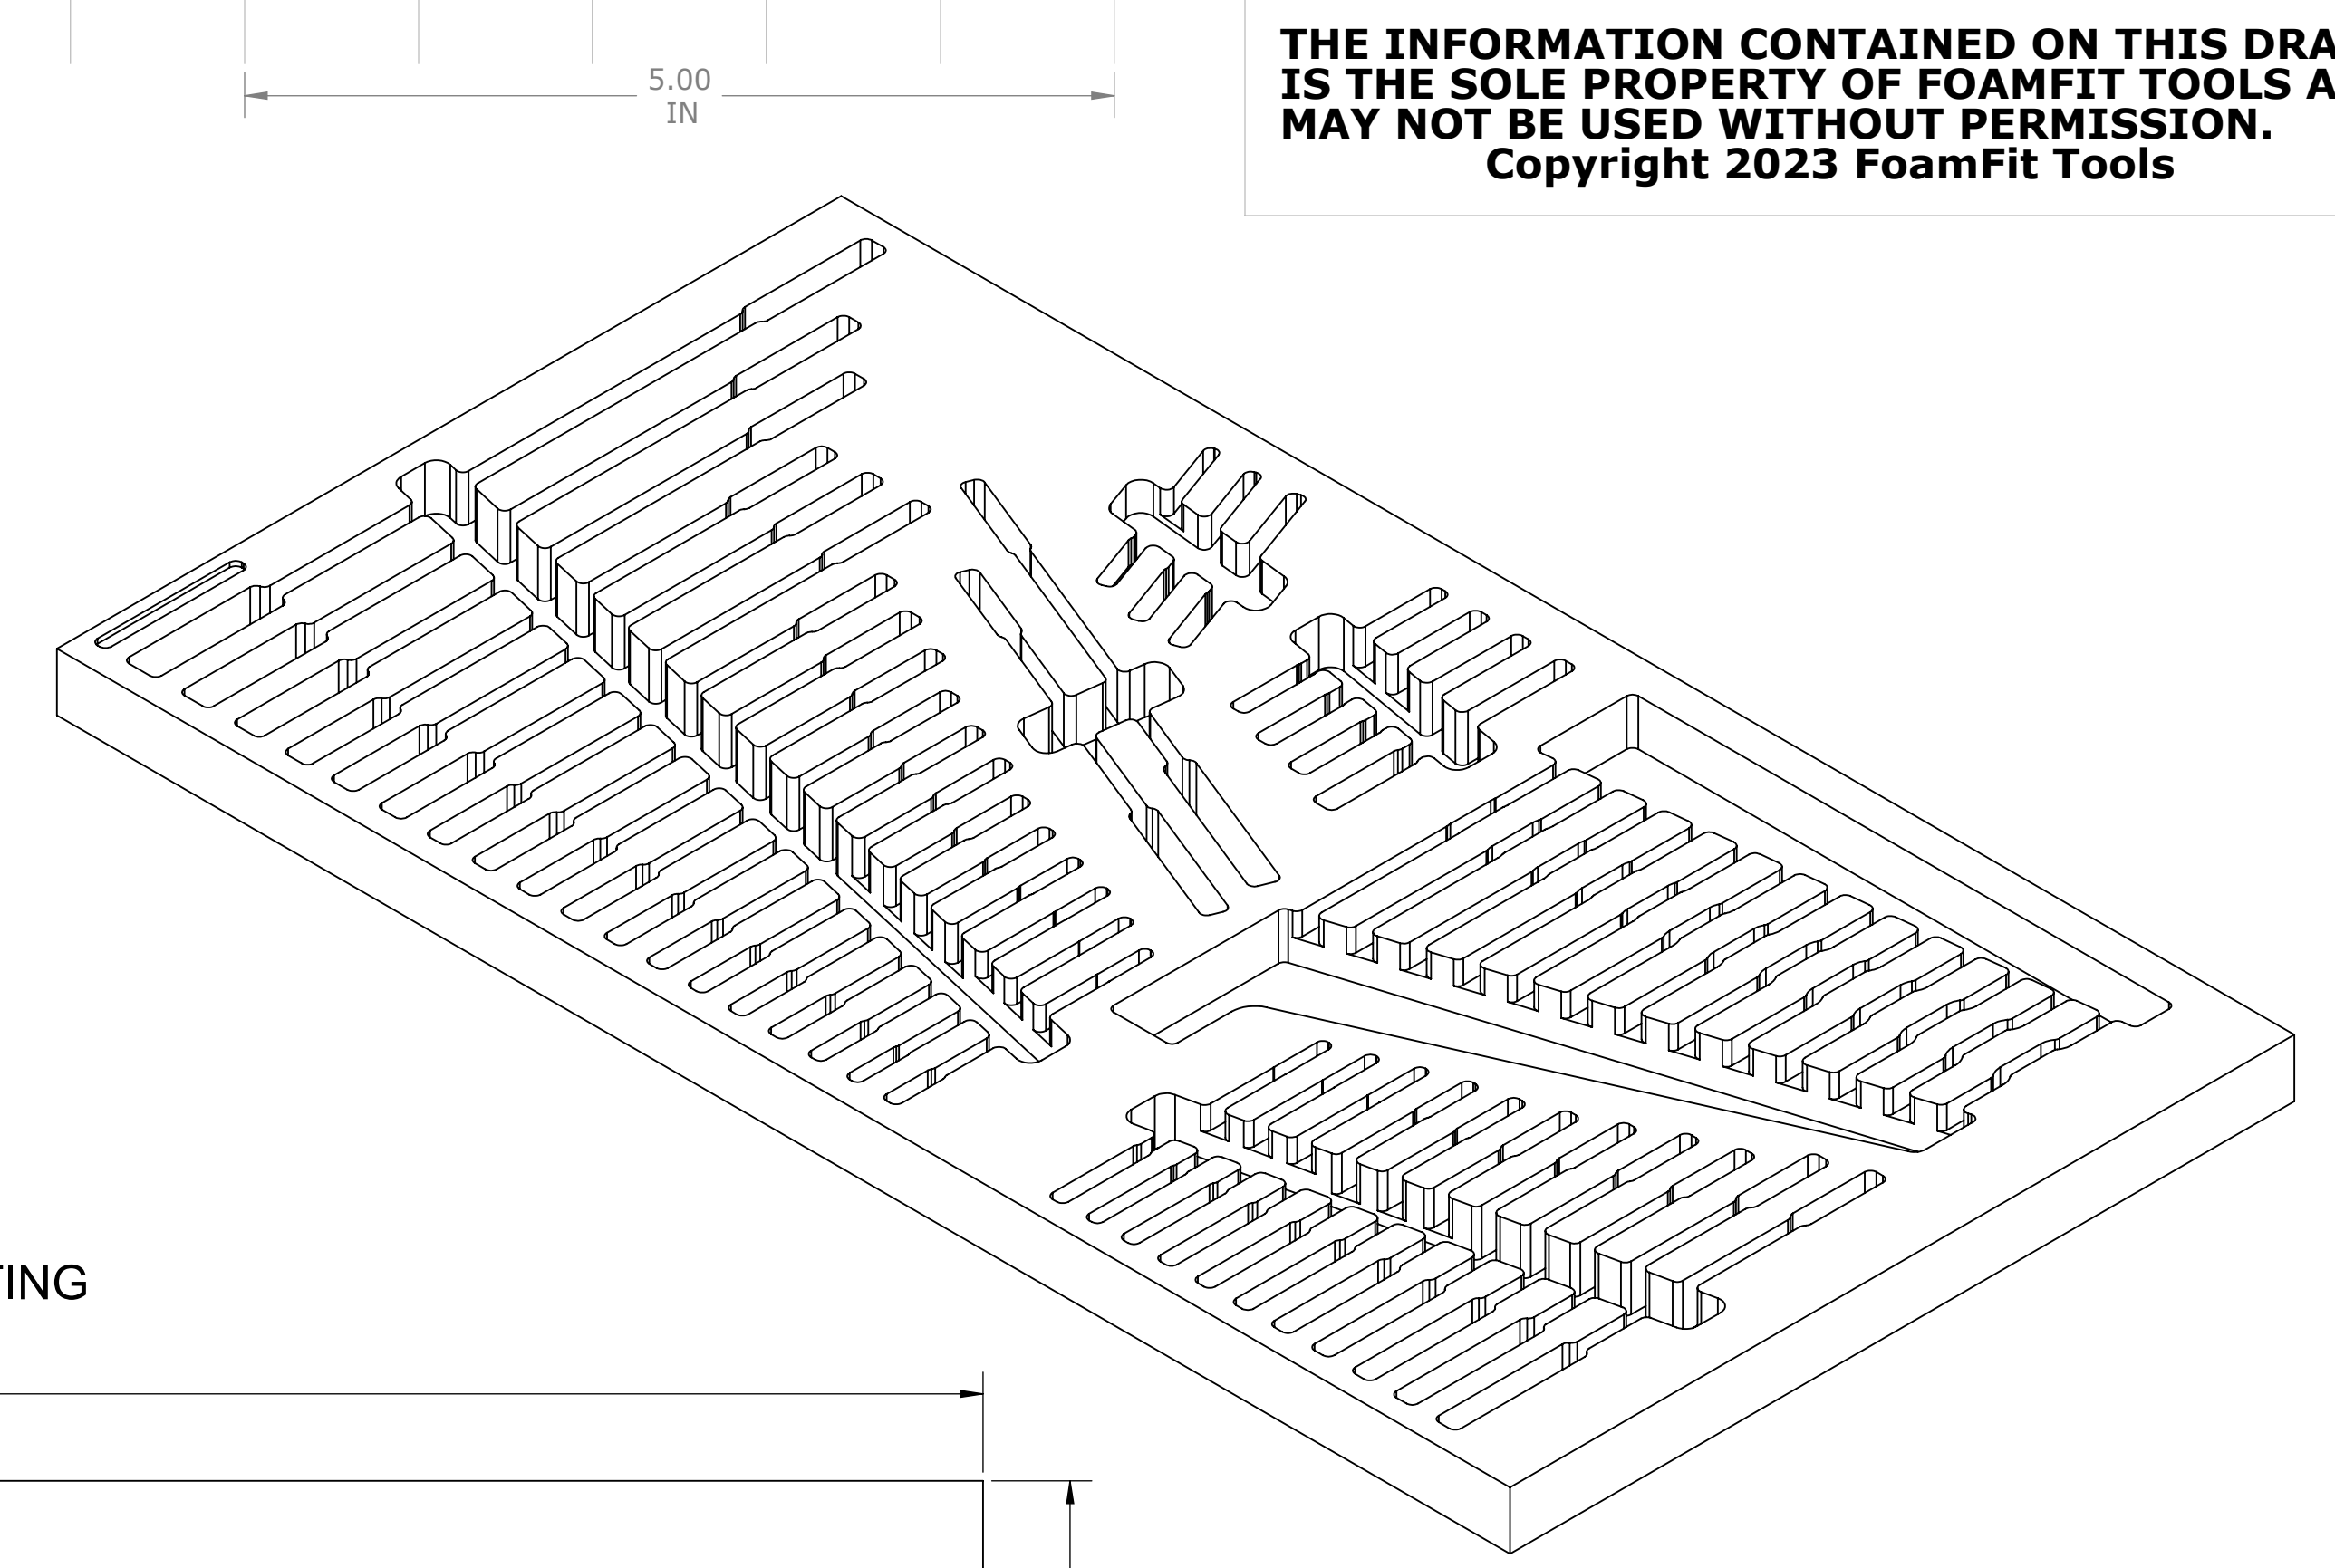 5.00
IN
THE INFORMATION CONTAINED ON THIS DRA
IS THE SOLE PROPERTY OF FOAMFIT TOOLS A
MAY NOT BE USED WITHOUT PERMISSION.
Copyright 2023 FoamFit Tools
TING